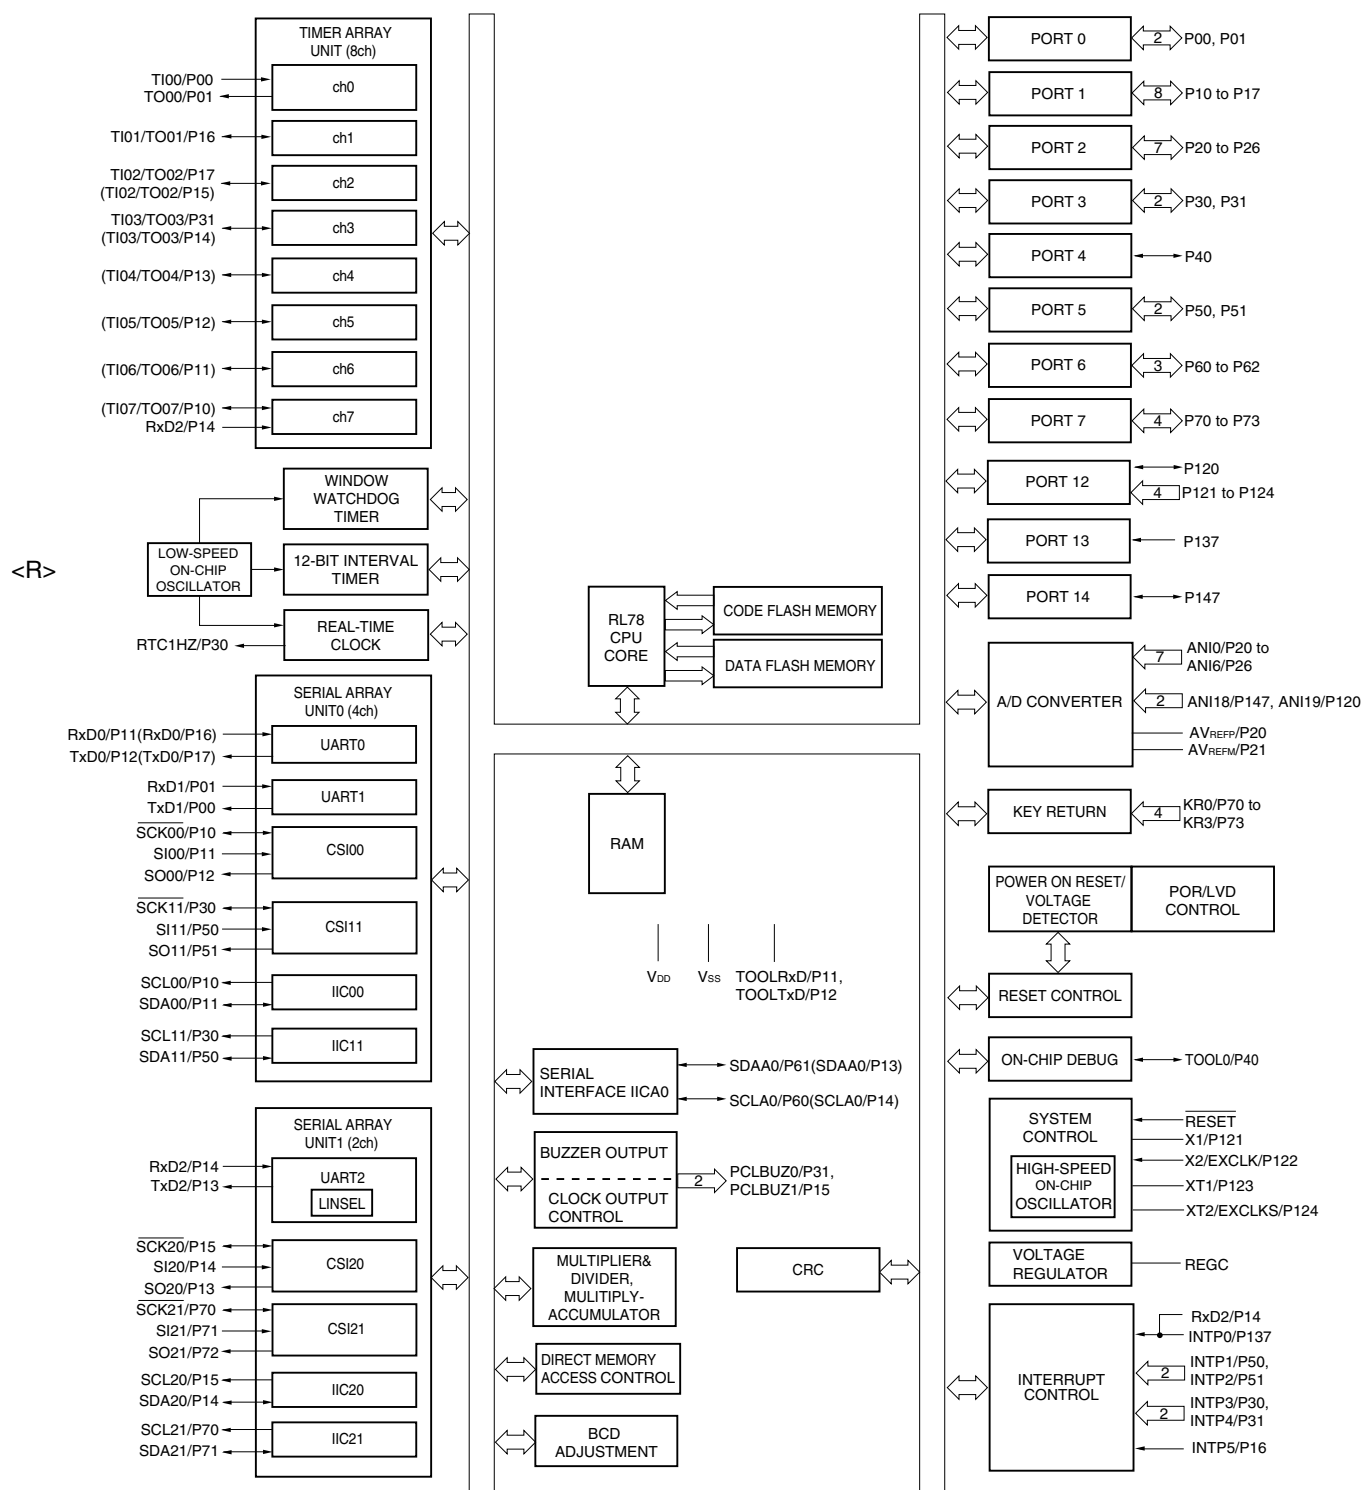 TIMER ARRAY
UNIT (8ch)
TI00/P00
TO00/P01
ch0
TI01/TO01/P16
ch1
TI02/TO02/P17
(TI02/TO02/P15)
ch2
TI03/TO03/P31
(TI03/TO03/P14)
ch3
(TI04/TO04/P13)
ch4
(TI05/TO05/P12)
ch5
(TI06/TO06/P11)
ch6
(TI07/TO07/P10)
RxD2/P14
ch7
WINDOW
WATCHDOG
TIMER
<R>
LOW-SPEED
ON-CHIP
OSCILLATOR
12-BIT INTERVAL
TIMER
REAL-TIME
CLOCK
RTC1HZ/P30
SERIAL ARRAY
UNIT0 (4ch)
RxD0/P11(RxD0/P16)
TxD0/P12(TxD0/P17)
UART0
RxD1/P01
TxD1/P00
UART1
SCK00/P10
SI00/P11
SO00/P12
CSI00
SCK11/P30
SI11/P50
SO11/P51
CSI11
SCL00/P10
SDA00/P11
IIC00
SCL11/P30
SDA11/P50
IIC11
SERIAL ARRAY
UNIT1 (2ch)
RxD2/P14
TxD2/P13
UART2
LINSEL
SCK20/P15
SI20/P14
SO20/P13
CSI20
SCK21/P70
SI21/P71
SO21/P72
CSI21
SCL20/P15
SDA20/P14
IIC20
SCL21/P70
SDA21/P71
IIC21
RL78
CPU
CORE
CODE FLASH MEMORY
DATA FLASH MEMORY
RAM
VDD
VSS
TOOLRxD/P11,
TOOLTxD/P12
SERIAL
INTERFACE IICA0
SDAA0/P61(SDAA0/P13)
SCLA0/P60(SCLA0/P14)
BUZZER OUTPUT
CLOCK OUTPUT
CONTROL
2
PCLBUZ0/P31,
PCLBUZ1/P15
MULTIPLIER&
DIVIDER,
MULITIPLY-
ACCUMULATOR
CRC
DIRECT MEMORY
ACCESS CONTROL
BCD
ADJUSTMENT
PORT 0
2
P00, P01
PORT 1
8
P10 to P17
PORT 2
7
P20 to P26
PORT 3
2
P30, P31
PORT 4
P40
PORT 5
2
P50, P51
PORT 6
3
P60 to P62
PORT 7
4
P70 to P73
PORT 12
P120
4
P121 to P124
PORT 13
P137
PORT 14
P147
A/D CONVERTER
7
ANI0/P20 to
ANI6/P26
2
ANI18/P147, ANI19/P120
AVREFP/P20
AVREFM/P21
KEY RETURN
4
KR0/P70 to
KR3/P73
POWER ON RESET/
VOLTAGE
DETECTOR
POR/LVD
CONTROL
RESET CONTROL
ON-CHIP DEBUG
TOOL0/P40
SYSTEM
CONTROL
HIGH-SPEED
ON-CHIP
OSCILLATOR
RESET
X1/P121
X2/EXCLK/P122
XT1/P123
XT2/EXCLKS/P124
VOLTAGE
REGULATOR
REGC
INTERRUPT
CONTROL
RxD2/P14
INTP0/P137
2
INTP1/P50,
INTP2/P51
2
INTP3/P30,
INTP4/P31
INTP5/P16